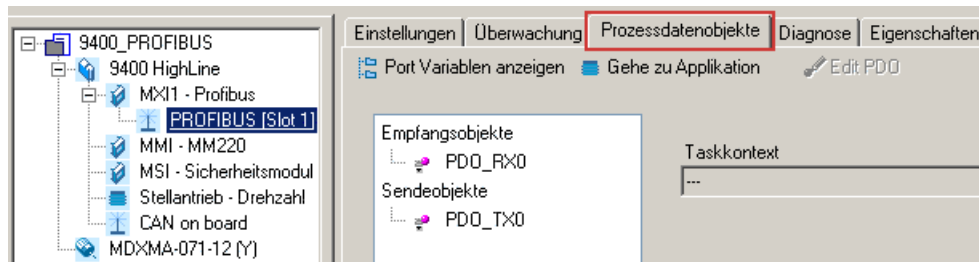 9400_PROFIBUS
9400 HighLine
MXI1 - Profibus
PROFIBUS [Slot 1]
MMI - MM220
MSI - Sicherheitsmodul
Stellantrieb - Drehzahl
CAN on board
MDXMA-071-12 (Y)
Einstellungen Überwachung Prozessdatenobjekte Diagnose Eigenschaften
Port Variablen anzeigen Gehe zu Applikation Edit PDO
Empfangsobjekte
PDO_RX0
Sendeobjekte
PDO_TX0
Taskkontext
---